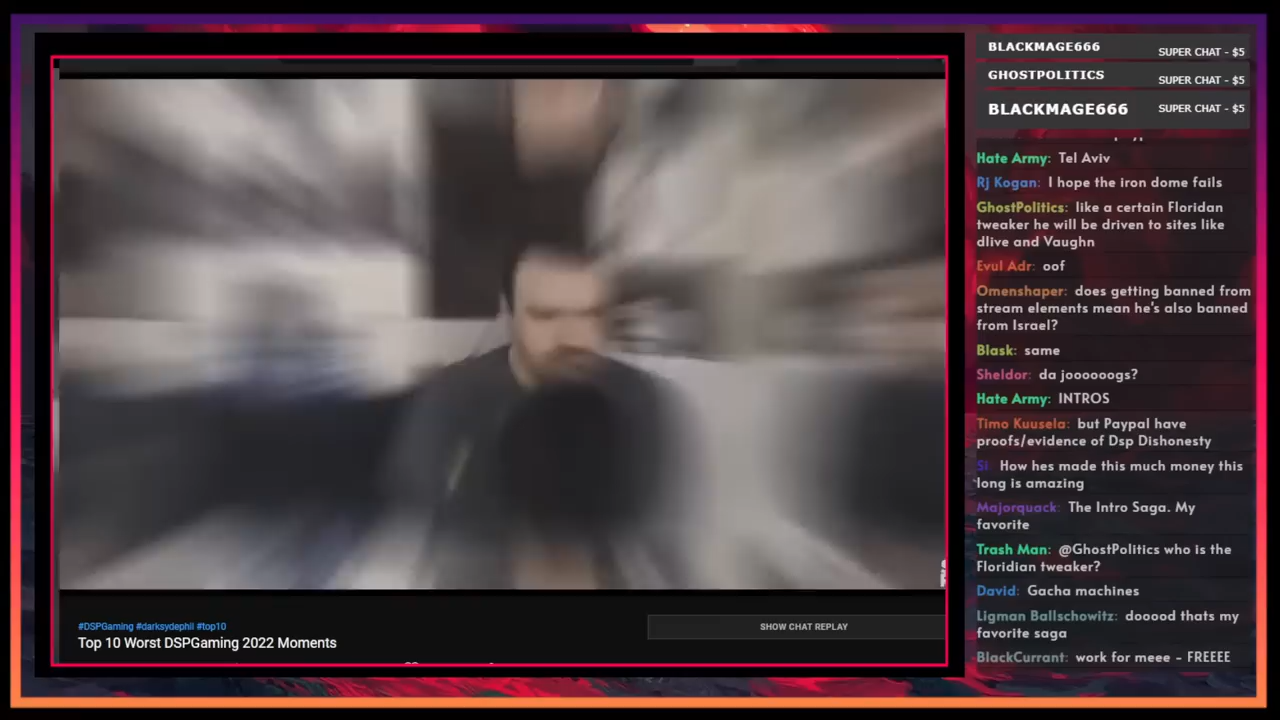 BLACKMAGE666 SUPER CHAT - $5
GHOSTPOLITICS SUPER CHAT - $5
BLACKMAGE666 SUPER CHAT - $5
Hate Army: Tel Aviv
Rj Kogan: I hope the iron dome fails
GhostPolitics: like a certain Floridan
tweaker he will be driven to sites like
dlive and Vaughn
Evul Adr: oof
Omenshaper: does getting banned from
stream elements mean he's also banned
from Israel?
Blask: same
Sheldor: da joooooogs?
Hate Army: INTROS
Timo Kuusela: but Paypal have
proofs/evidence of Dsp Dishonesty
Si: How hes made this much money this
long is amazing
Majorquack: The Intro Saga. My
favorite
Trash Man: @GhostPolitics who is the
Floridian tweaker?
David: Gacha machines
Ligman Ballschowitz: dooood thats my
favorite saga
BlackCurrant: work for meee - FREEEE
#DSPGaming #darksydephil #top10
Top 10 Worst DSPGaming 2022 Moments
SHOW CHAT REPLAY